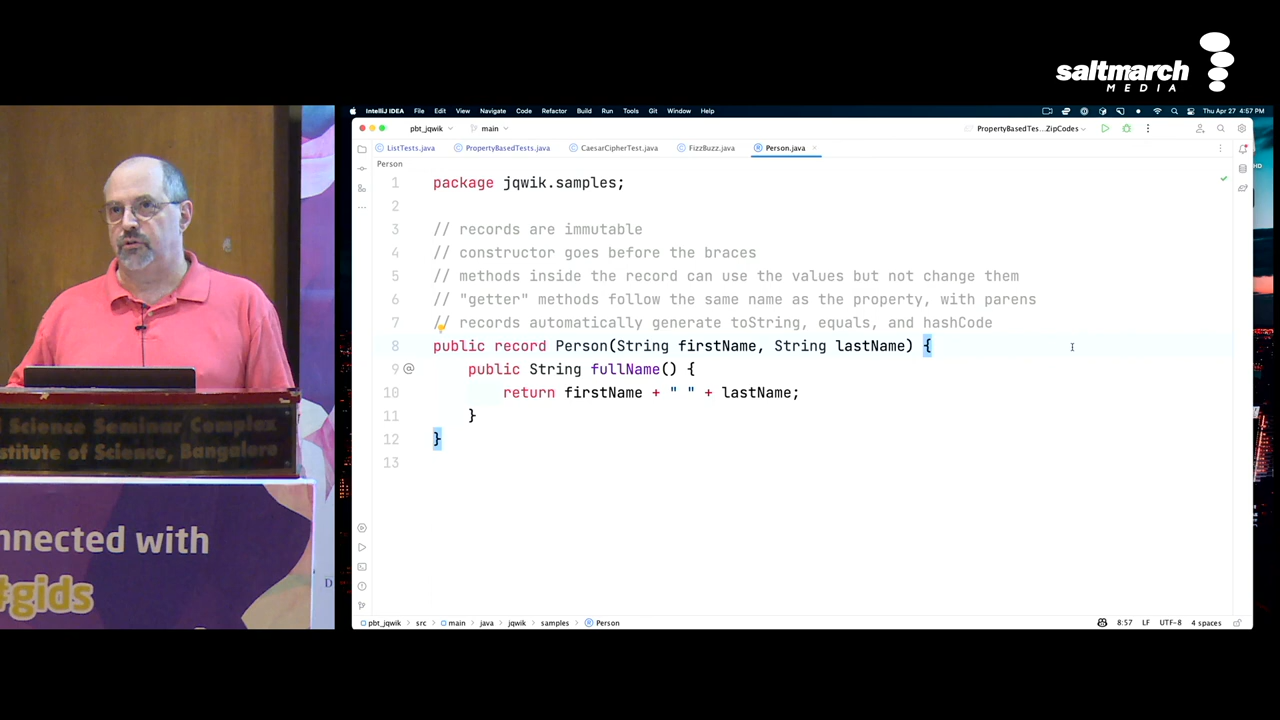 saltmarch
MEDIA
IntelliJ IDEA File Edit View Navigate Code Refactor Build Run Tools Git Window Help Thu Apr 27 4:57 PM
pbt_jqwik main PropertyBasedTes...ZipCodes
ListTests.java PropertyBasedTests.java CaesarCipherTest.java FizzBuzz.java Person.java
Person
1 package jqwik.samples;
2
3 // records are immutable
4 // constructor goes before the braces
5 // methods inside the record can use the values but not change them
6 // "getter" methods follow the same name as the property, with parens
7 // records automatically generate toString, equals, and hashCode
8 public record Person(String firstName, String lastName) {
9 @ public String fullName() {
10 return firstName + " " + lastName;
11 }
12 }
13
pbt_jqwik src main java jqwik samples Person 8:57 LF UTF-8 4 spaces
Science Seminar Complex
stitute of Science, Bangalore
nnected with
#gids
D